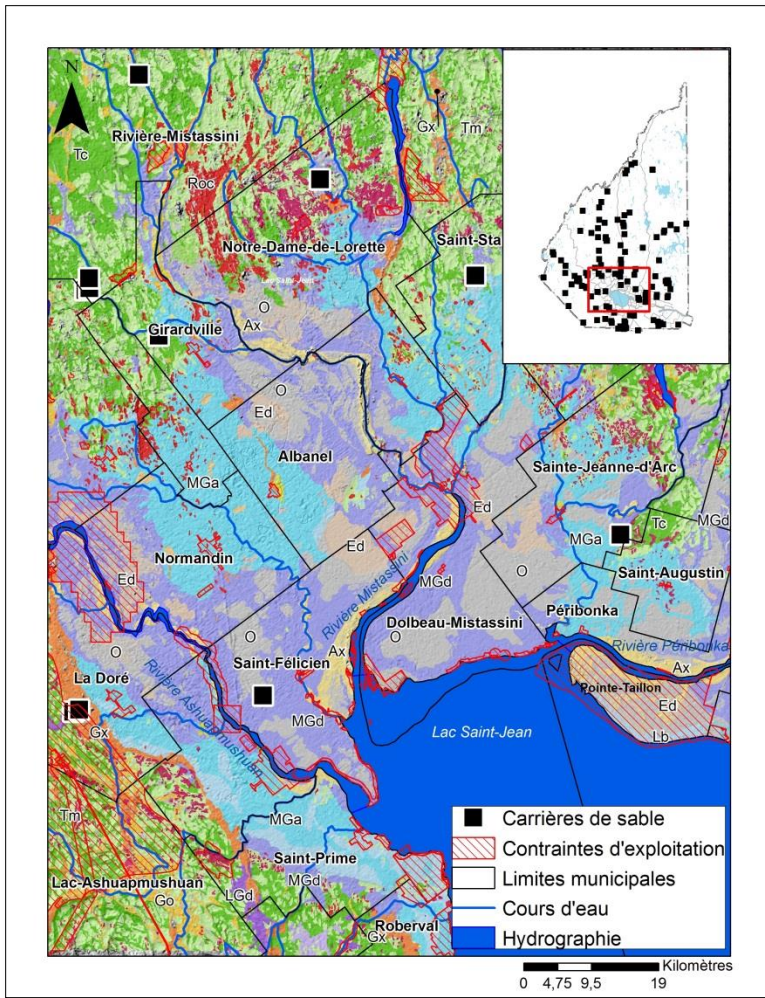 N
Rivière-Mistassini
Tc
Gx
Tm
Roc
Notre-Dame-de-Lorette
Saint-Sta
O
Girardville
Ax
O
Ed
Albanel
Sainte-Jeanne-d'Arc
MGa
Ed
Tc
MGd
Normandin
Ed
MGa
Ed
Rivière Mistassini
MGd
O
Saint-Augustin
Dolbeau-Mistassini
Péribonka
O
O
O
Rivière Péribonka
Saint-Félicien
Ax
Ax
La Doré
Rivière Ashuapmushuan
Pointe-Taillon
MGd
Ed
Gx
Lac Saint-Jean
Lb
Tm
MGa
Saint-Prime
Lac-Ashuapmushuan
MGd
Go
LGd
Roberval
Gx
Carrières de sable
Contraintes d'exploitation
Limites municipales
Cours d'eau
Hydrographie
Kilomètres
0 4,75 9,5 19